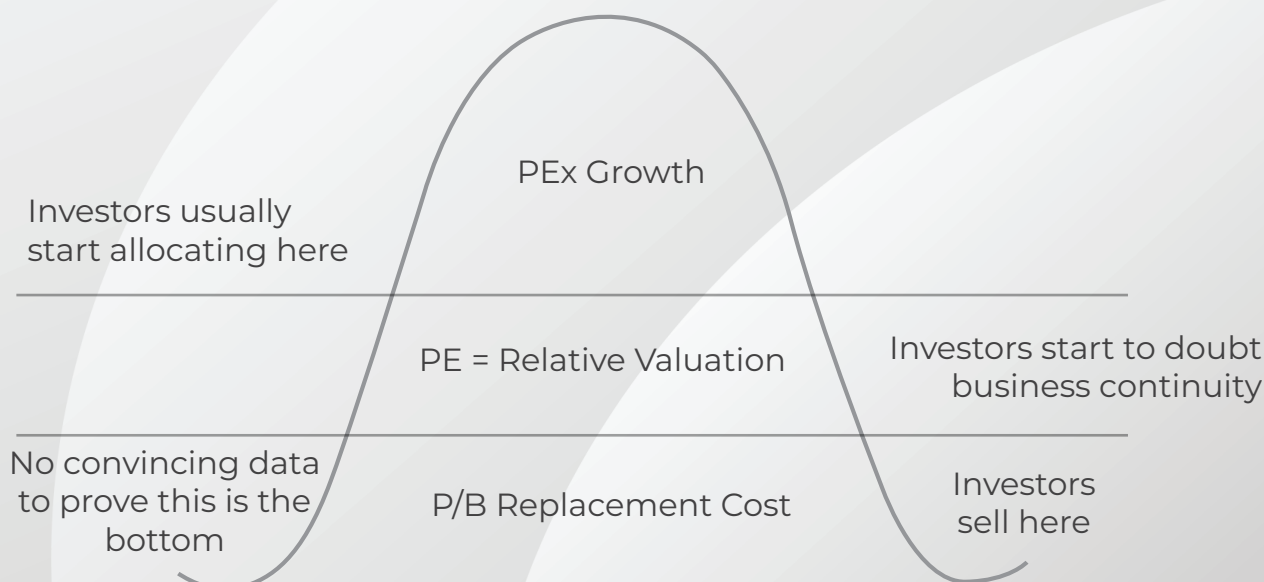 PEx Growth
Investors usually
start allocating here
PE = Relative Valuation
Investors start to doubt
business continuity
No convincing data
to prove this is the
bottom
P/B Replacement Cost
Investors
sell here